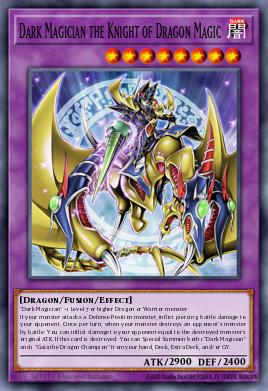 Dark Magician the Knight of Dragon Magic
DARK
闇
[Dragon/Fusion/Effect]
"Dark Magician" + 1 Level 7 or higher Dragon or Warrior monster
If your monster attacks a Defense Position monster, inflict piercing battle damage to
your opponent. Once per turn, when your monster destroys an opponent's monster
by battle: You can inflict damage to your opponent equal to the destroyed monster's
original ATK. If this card is destroyed: You can Special Summon both 1 "Dark Magician"
and 1 "Gaia the Dragon Champion" from your hand, Deck, Extra Deck, and/or GY.
ATK/2900 DEF/2400